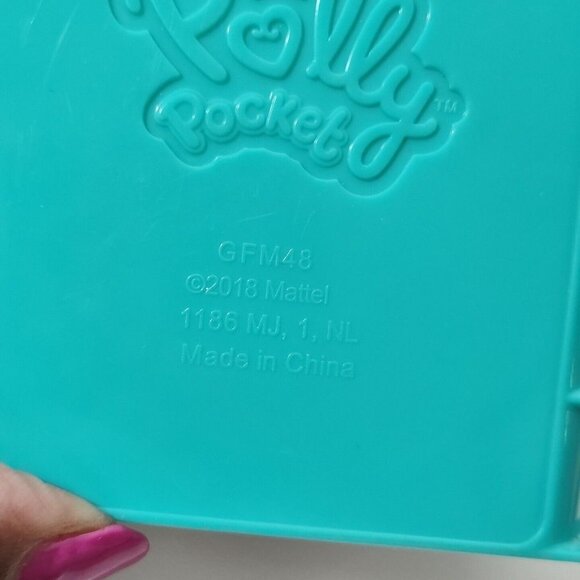 Polly
Pocket™
GFM48
©2018 Mattel
1186 MJ, 1, NL
Made in China